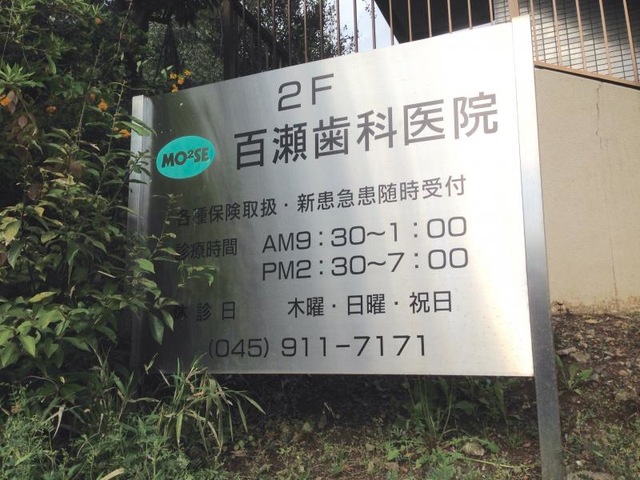 2F
MO²SE
百瀬歯科医院
各種保険取扱・新患急患随時受付
診療時間 AM9:30〜1:00
PM2:30〜7:00
休診日 木曜・日曜・祝日
(045) 911-7171